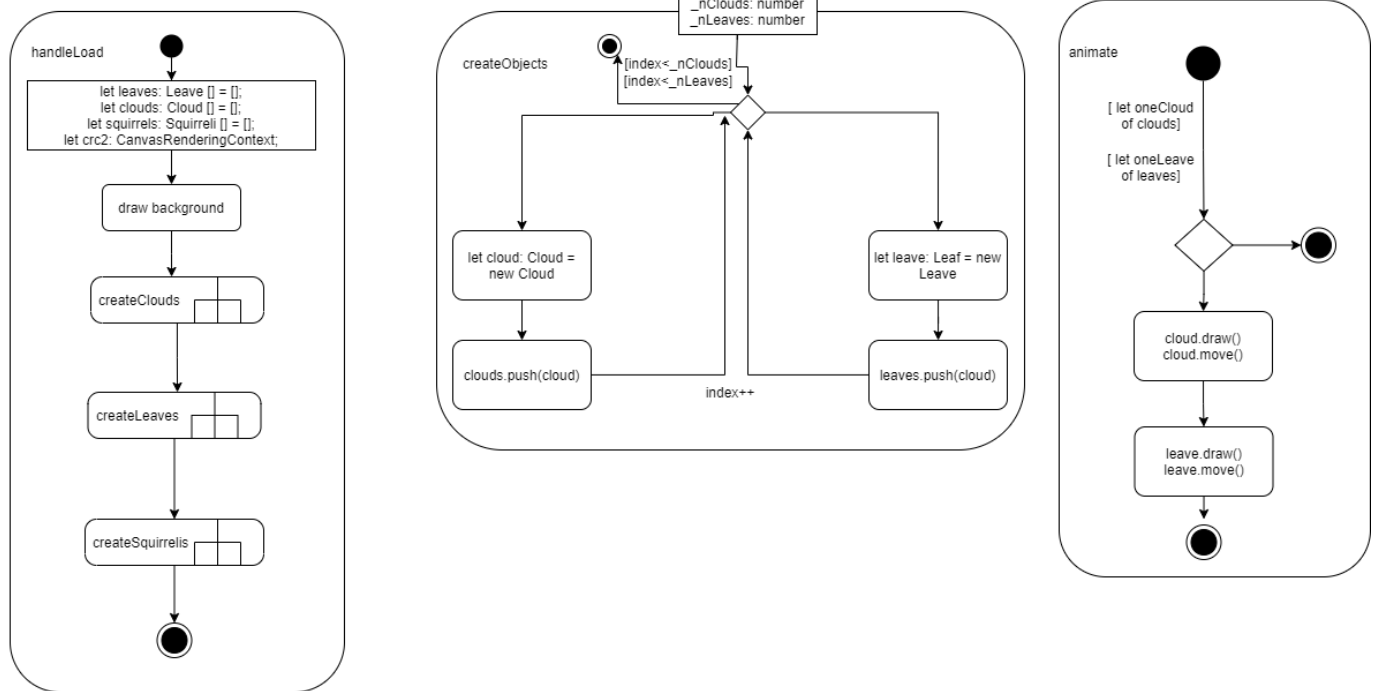 handleLoad
let leaves: Leave [] = [];
let clouds: Cloud [] = [];
let squirrels: Squirreli [] = [];
let crc2: CanvasRenderingContext;
draw background
createClouds
createLeaves
createSquirrelis
_nClouds: number
_nLeaves: number
createObjects
[index<_nClouds]
[index<_nLeaves]
let cloud: Cloud =
new Cloud
clouds.push(cloud)
let leave: Leaf = new
Leave
leaves.push(cloud)
index++
animate
[ let oneCloud
of clouds]
[ let oneLeave
of leaves]
cloud.draw()
cloud.move()
leave.draw()
leave.move()